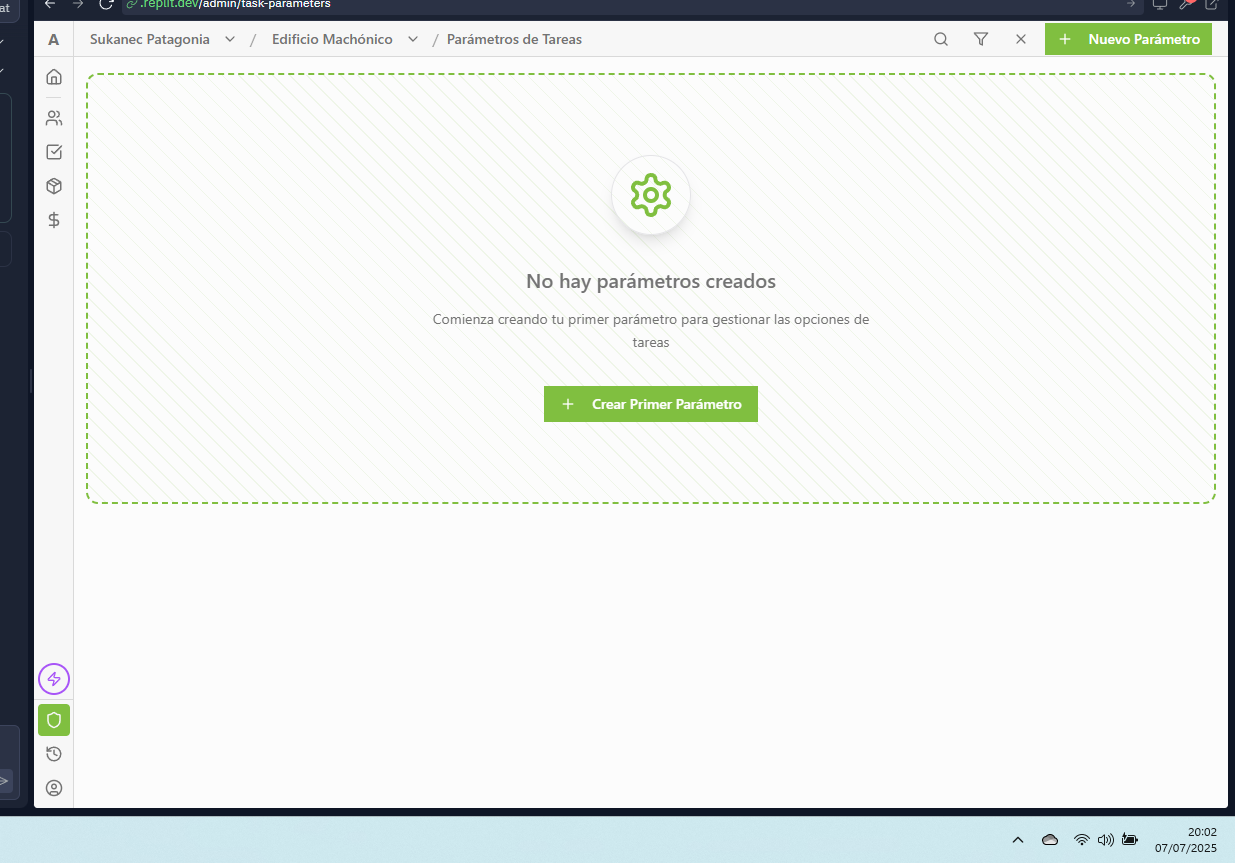 at
.replit.dev/admin/task-parameters
A
Sukanec Patagonia / Edificio Machónico / Parámetros de Tareas
+ Nuevo Parámetro
No hay parámetros creados
Comienza creando tu primer parámetro para gestionar las opciones de
tareas
+ Crear Primer Parámetro
20:02
07/07/2025